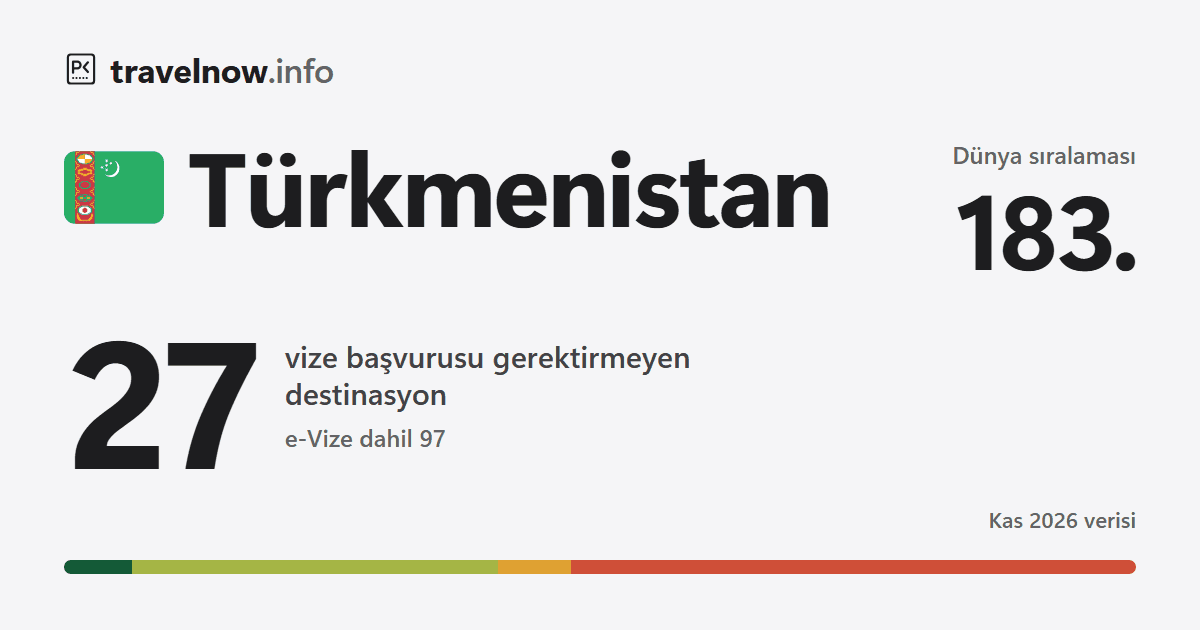 travelnow.info
Türkmenistan
Dünya sıralaması
183.
27
vize başvurusu gerektirmeyen
destinasyon
e-Vize dahil 97
Kas 2026 verisi